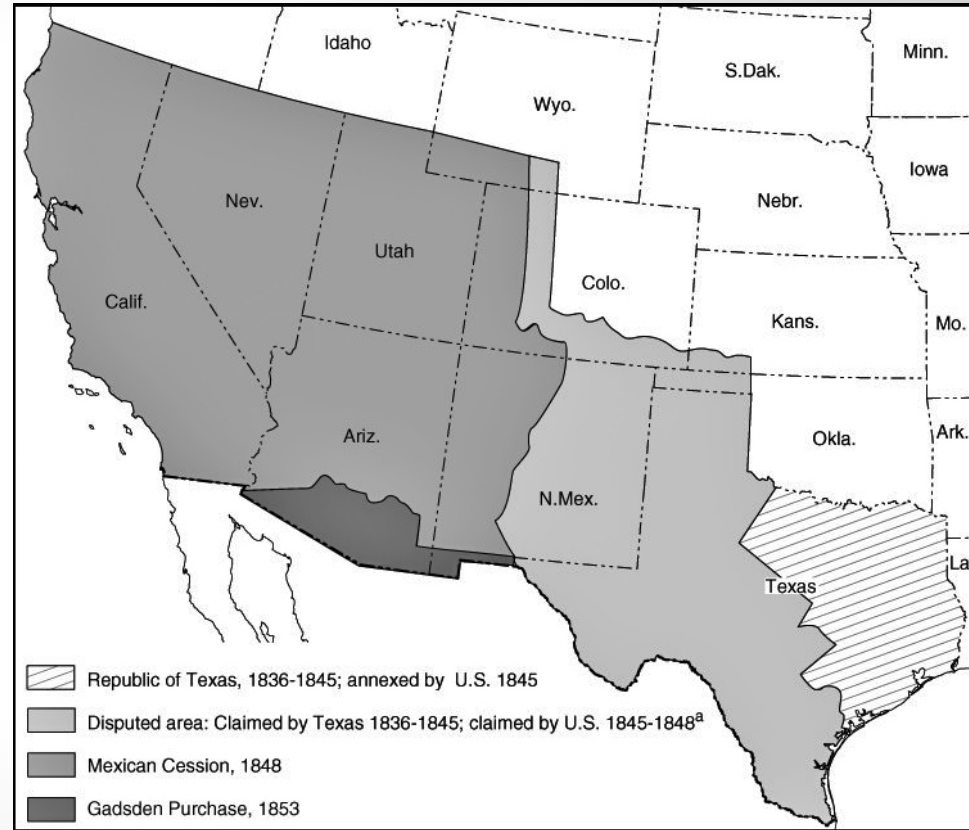 Idaho
Minn.
S.Dak.
Wyo.
Iowa
Nev.
Nebr.
Utah
Colo.
Calif.
Kans.
Mo.
Ariz.
Okla.
Ark.
N.Mex.
La
Texas
Republic of Texas, 1836-1845; annexed by U.S. 1845
Disputed area: Claimed by Texas 1836-1845; claimed by U.S. 1845-1848a
Mexican Cession, 1848
Gadsden Purchase, 1853